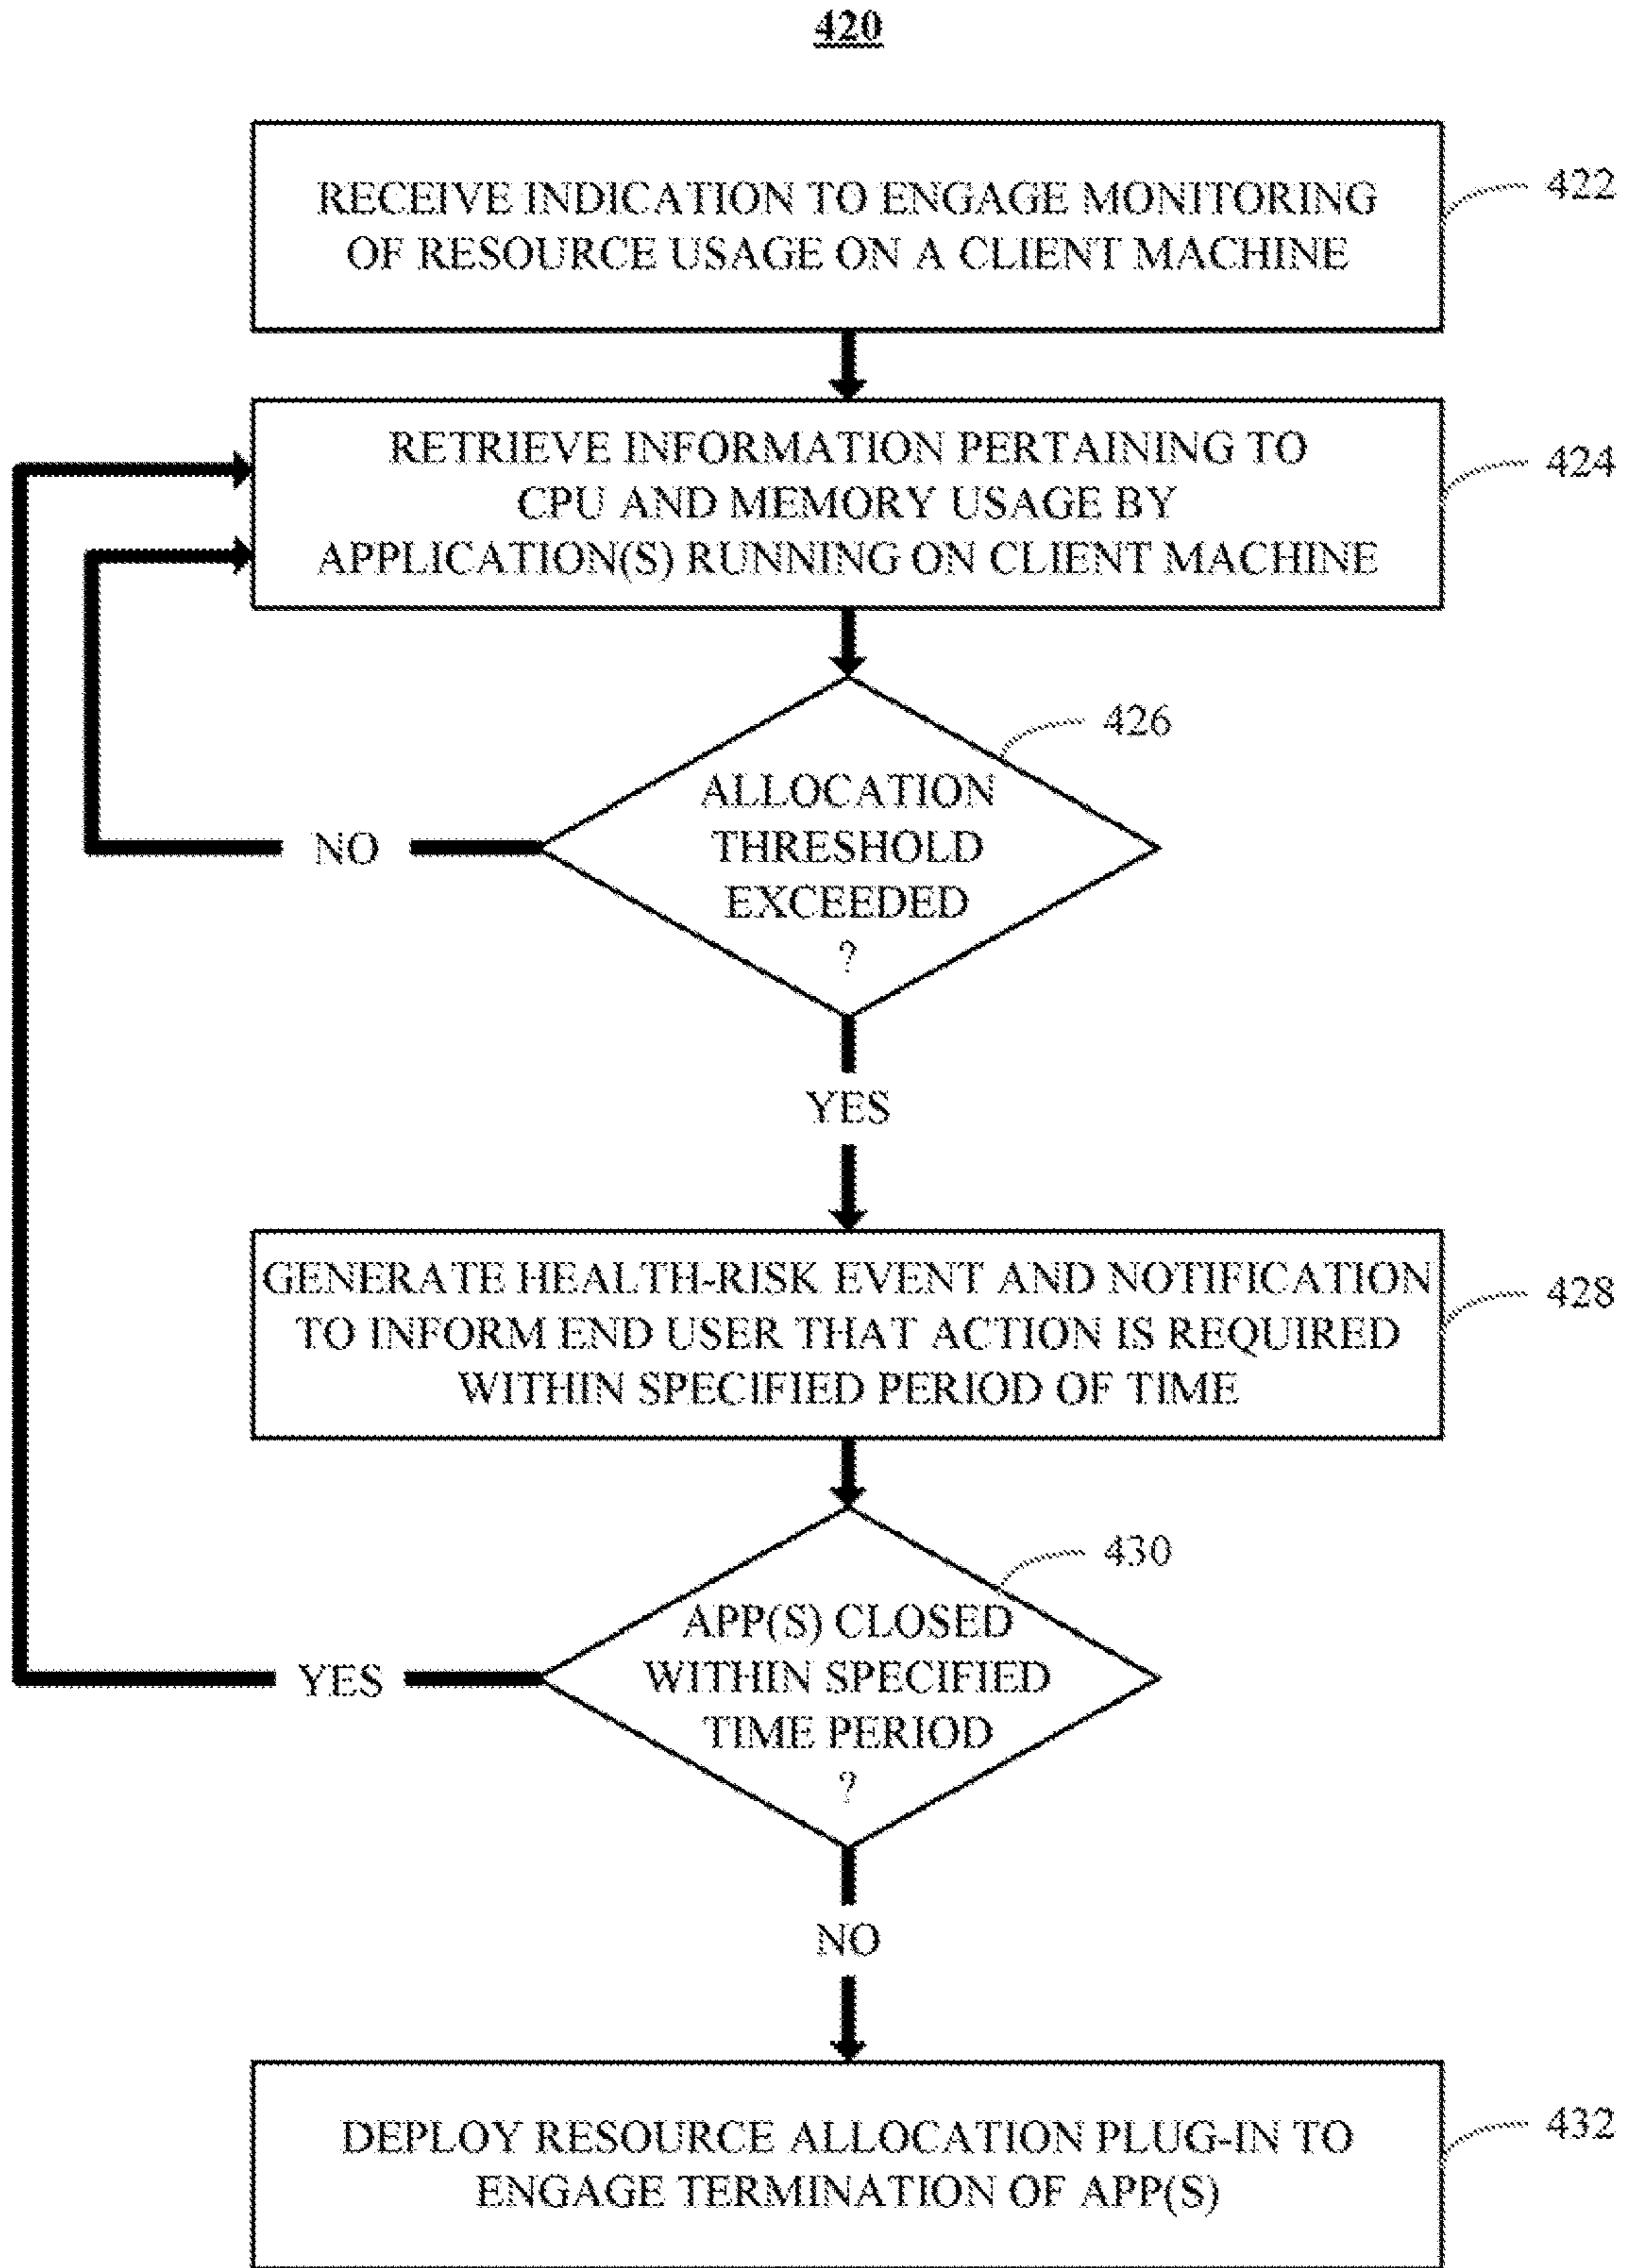 420
RECEIVE INDICATION TO ENGAGE MONITORING
OF RESOURCE USAGE ON A CLIENT MACHINE
422
RETRIEVE INFORMATION PERTAINING TO
CPU AND MEMORY USAGE BY
APPLICATION(S) RUNNING ON CLIENT MACHINE
424
426
ALLOCATION
THRESHOLD
EXCEEDED
?
NO
YES
GENERATE HEALTH-RISK EVENT AND NOTIFICATION
TO INFORM END USER THAT ACTION IS REQUIRED
WITHIN SPECIFIED PERIOD OF TIME
428
430
APP(S) CLOSED
WITHIN SPECIFIED
TIME PERIOD
?
YES
NO
DEPLOY RESOURCE ALLOCATION PLUG-IN TO
ENGAGE TERMINATION OF APP(S)
432